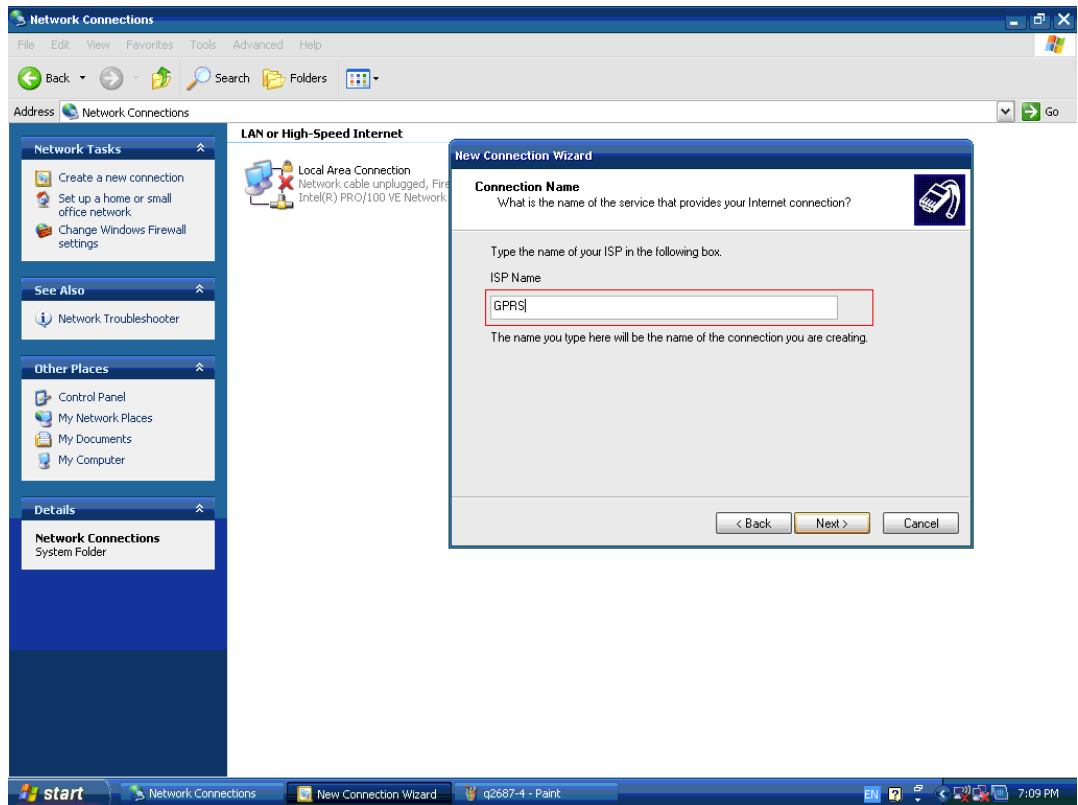 Network Connections
File Edit View Favorites Tools Advanced Help
Back Search Folders
Address Network Connections Go
Network Tasks
Create a new connection
Set up a home or small
office network
Change Windows Firewall
settings
See Also
Network Troubleshooter
Other Places
Control Panel
My Network Places
My Documents
My Computer
Details
Network Connections
System Folder
LAN or High-Speed Internet
Local Area Connection
Network cable unplugged, Fire
Intel(R) PRO/100 VE Network
New Connection Wizard
Connection Name
What is the name of the service that provides your Internet connection?
Type the name of your ISP in the following box.
ISP Name
GPRS
The name you type here will be the name of the connection you are creating.
< Back Next > Cancel
start Network Connections New Connection Wizard q2687-4 - Paint EN 7:09 PM